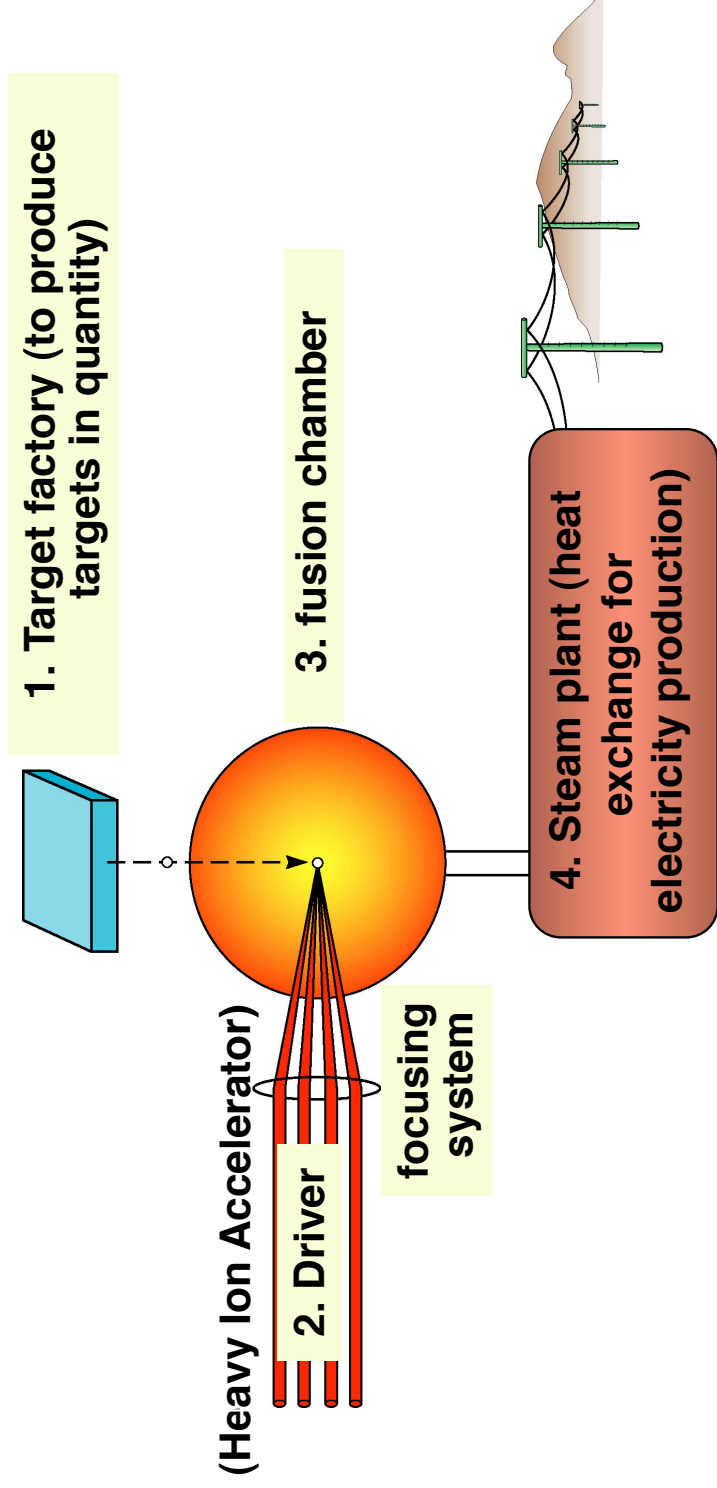 1. Target factory (to produce
targets in quantity)
(Heavy Ion Accelerator)
2. Driver
3. fusion chamber
focusing
system
4. Steam plant (heat
exchange for
electricity production)